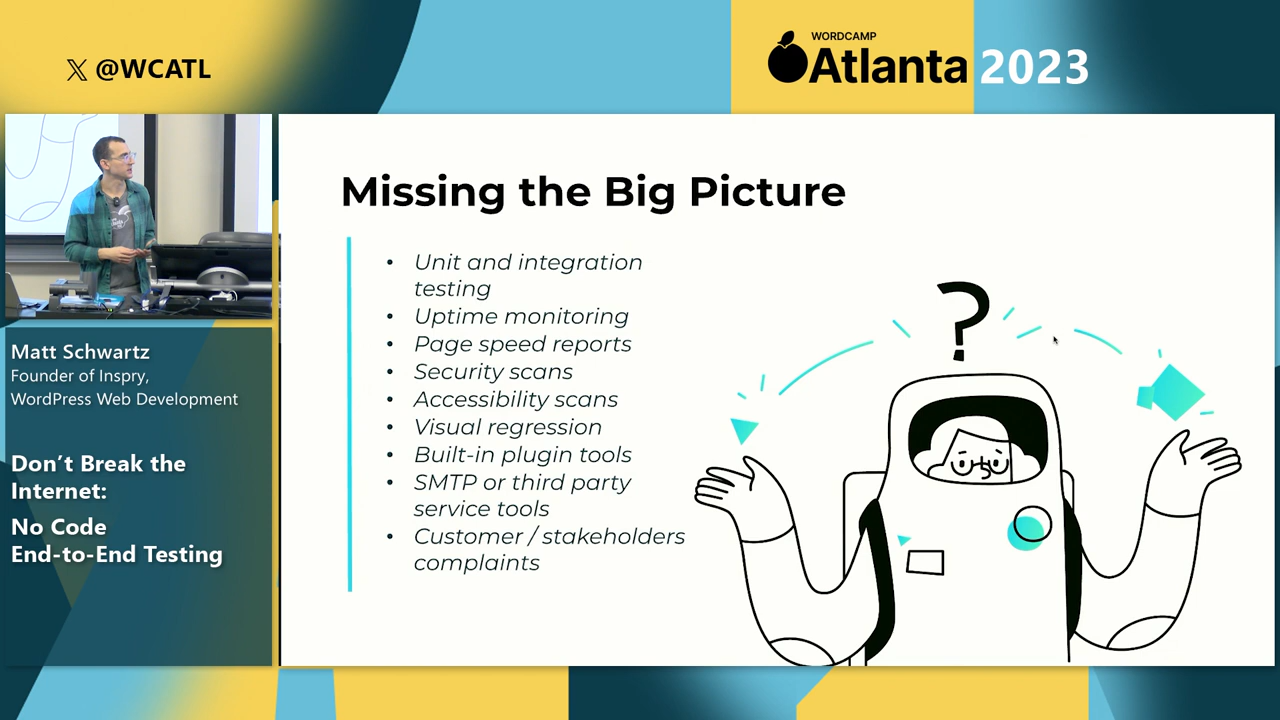 𝕏 @WCATL
WORDCAMP
Atlanta 2023
Missing the Big Picture
• Unit and integration
testing
• Uptime monitoring
• Page speed reports
• Security scans
• Accessibility scans
• Visual regression
• Built-in plugin tools
• SMTP or third party
service tools
• Customer / stakeholders
complaints
?
Matt Schwartz
Founder of Inspry,
WordPress Web Development
Don’t Break the
Internet:
No Code
End-to-End Testing